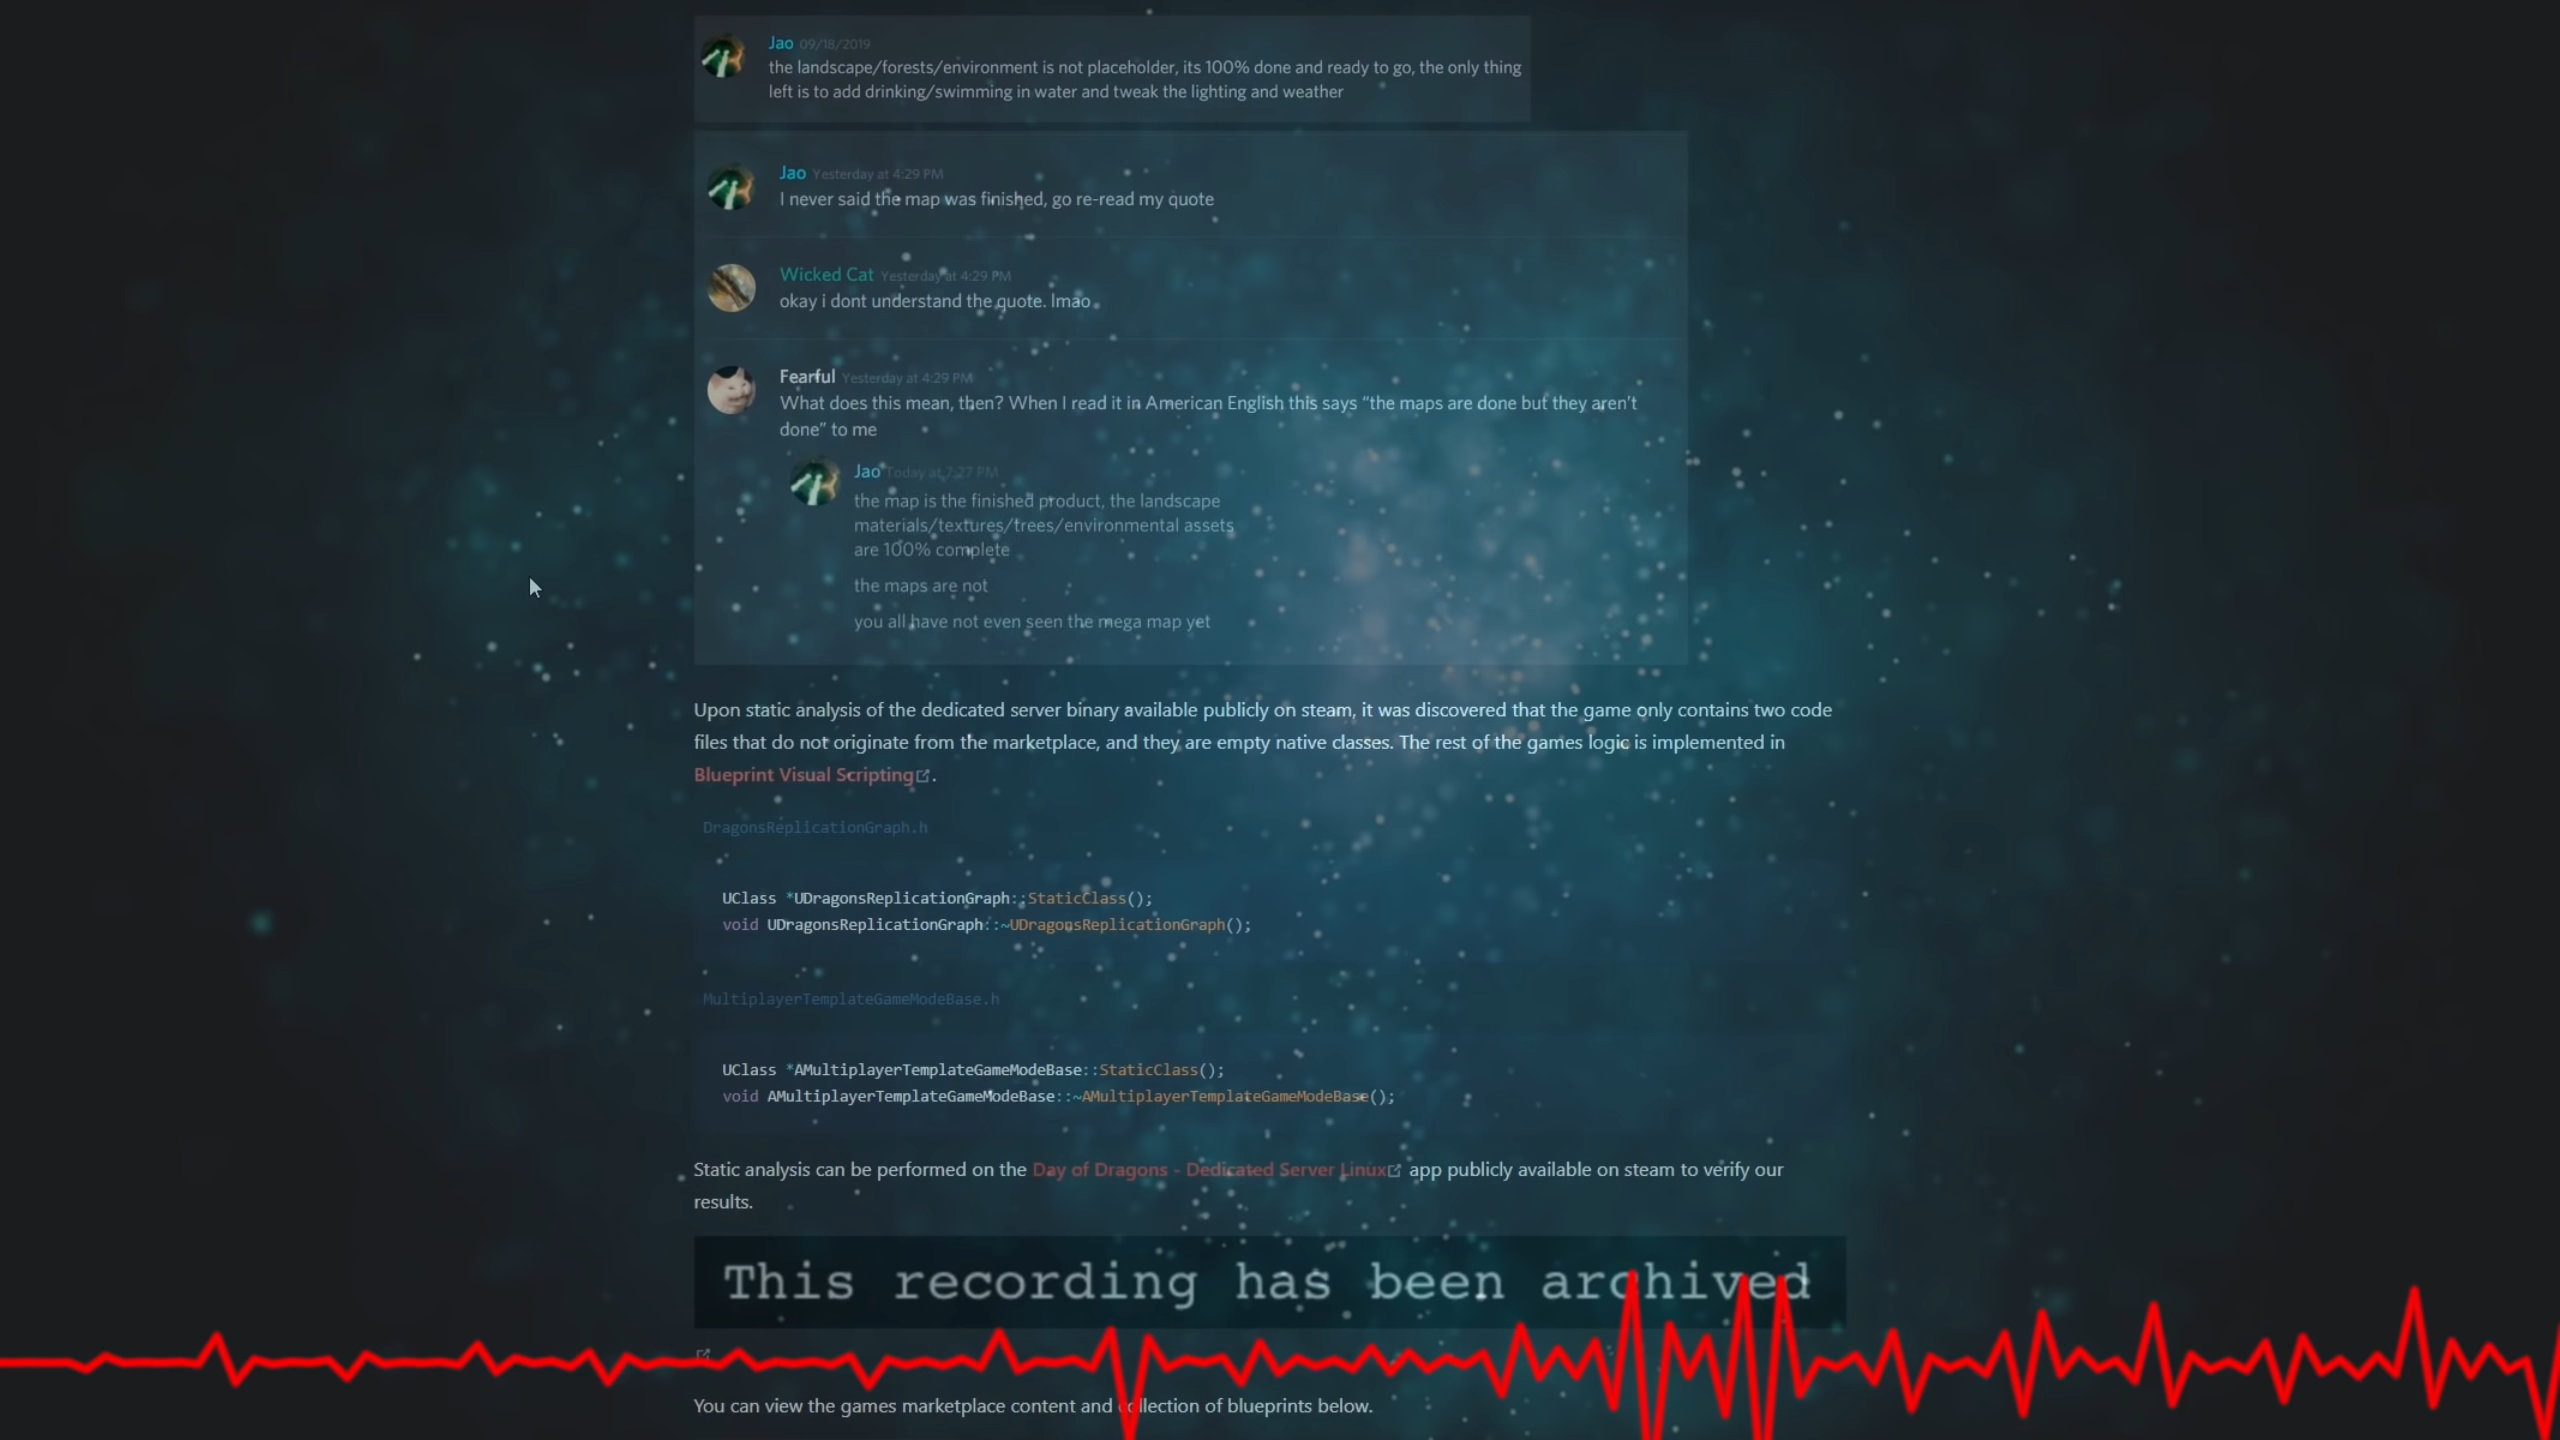 Jao 09/18/2019
the landscape/forests/environment is not placeholder, its 100% done and ready to go, the only thing
left is to add drinking/swimming in water and tweak the lighting and weather
Jao Yesterday at 4:29 PM
I never said the map was finished, go re-read my quote
Wicked Cat Yesterday at 4:29 PM
okay i dont understand the quote. lmao
Fearful Yesterday at 4:29 PM
What does this mean, then? When I read it in American English this says “the maps are done but they aren't
done” to me
Jao Today at 7:27 PM
the map is the finished product, the landscape
materials/textures/trees/environmental assets
are 100% complete
the maps are not
you all have not even seen the mega map yet
Upon static analysis of the dedicated server binary available publicly on steam, it was discovered that the game only contains two code
files that do not originate from the marketplace, and they are empty native classes. The rest of the games logic is implemented in
Blueprint Visual Scripting.
DragonsReplicationGraph.h
UClass *UDragonsReplicationGraph::StaticClass();
void UDragonsReplicationGraph::~UDragonsReplicationGraph();
MultiplayerTemplateGameModeBase.h
UClass *AMultiplayerTemplateGameModeBase::StaticClass();
void AMultiplayerTemplateGameModeBase::~AMultiplayerTemplateGameModeBase();
Static analysis can be performed on the Day of Dragons - Dedicated Server Linux app publicly available on steam to verify our
results.
This recording has been archived
You can view the games marketplace content and collection of blueprints below.